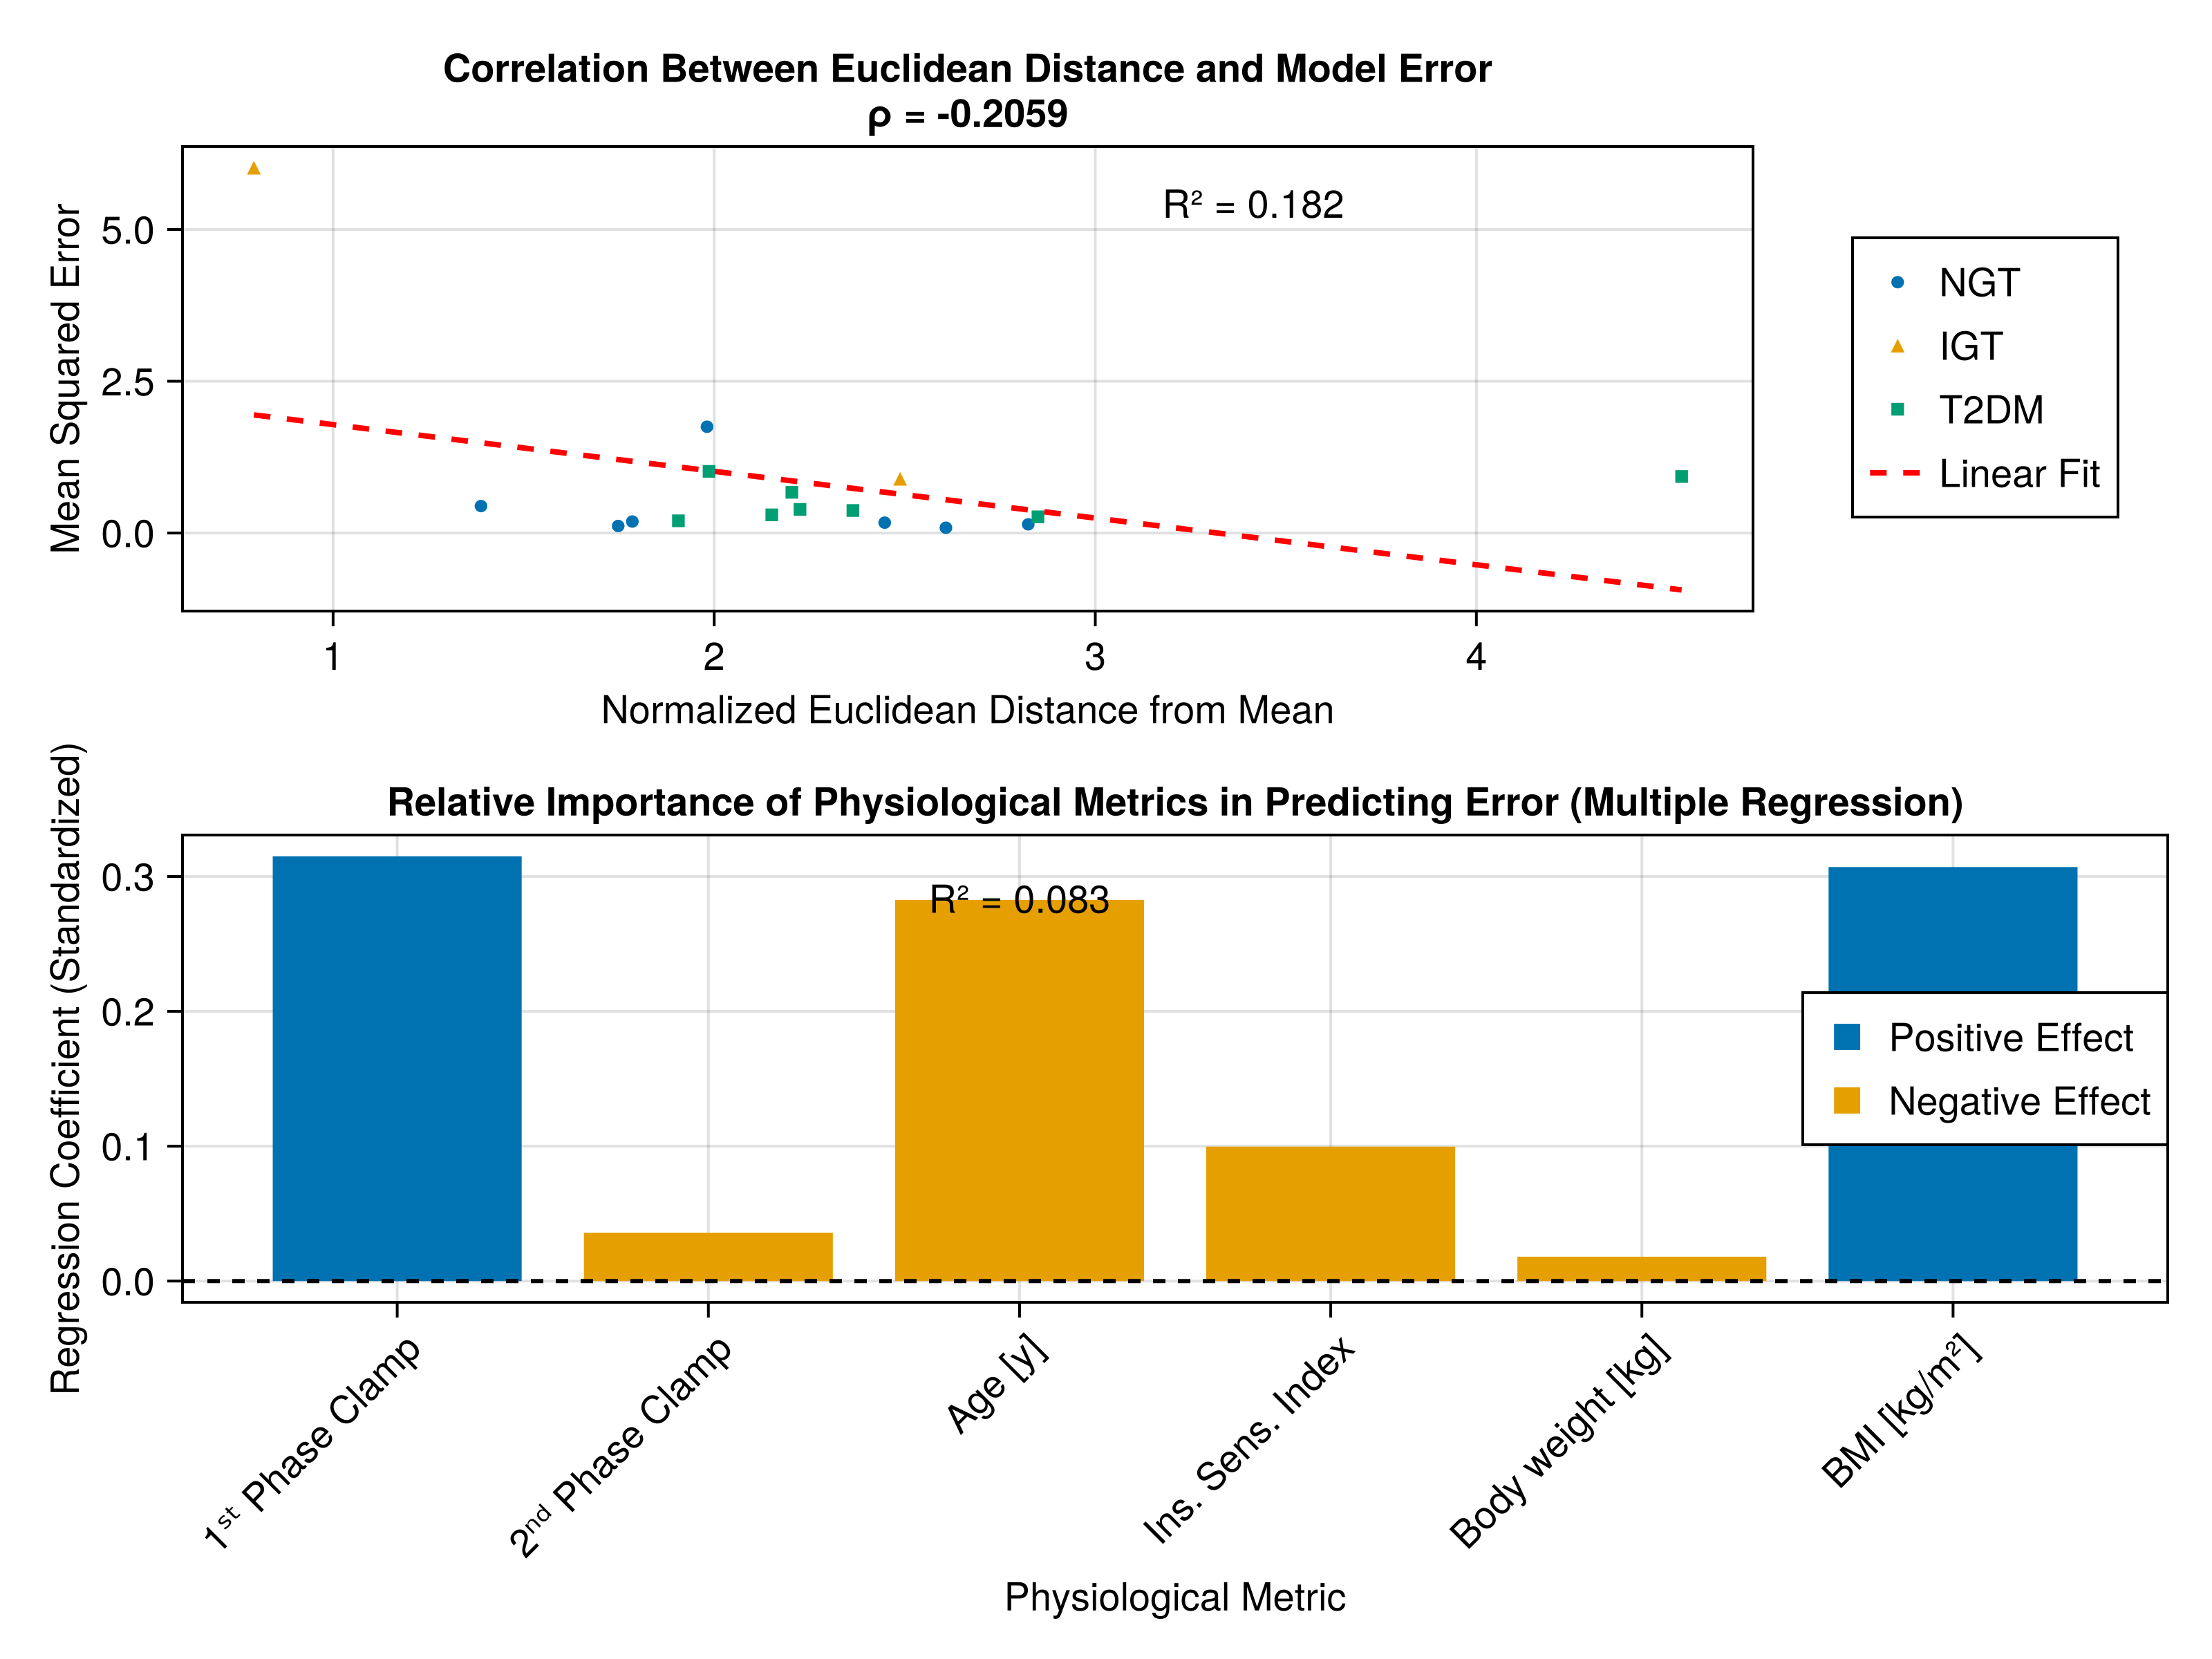 Correlation Between Euclidean Distance and Model Error
ρ = -0.2059
R² = 0.182
Mean Squared Error
5.0
2.5
0.0
1
2
3
4
Normalized Euclidean Distance from Mean
NGT
IGT
T2DM
Linear Fit
Relative Importance of Physiological Metrics in Predicting Error (Multiple Regression)
R² = 0.083
Regression Coefficient (Standardized)
0.3
0.2
0.1
0.0
Positive Effect
Negative Effect
1ˢᵗ Phase Clamp
2ⁿᵈ Phase Clamp
Age [y]
Ins. Sens. Index
Body weight [kg]
BMI [kg/m²]
Physiological Metric